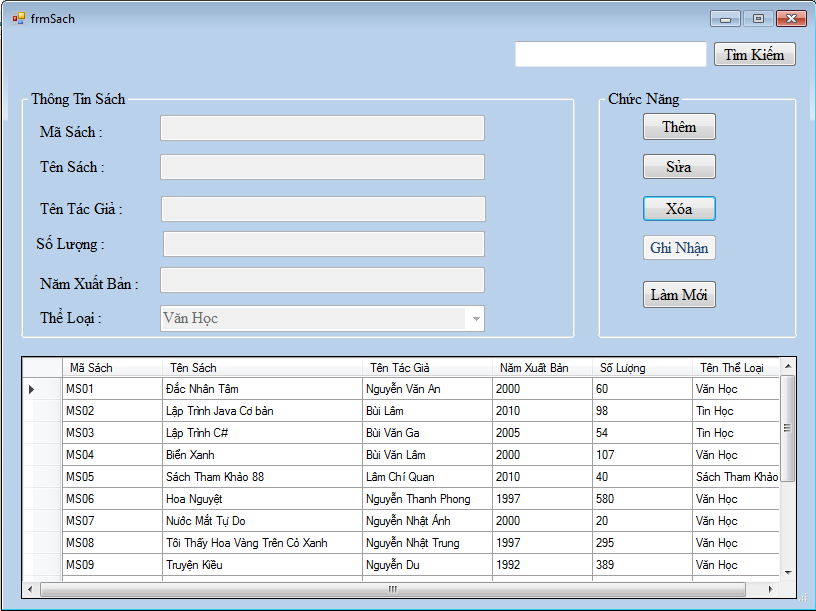 frmSach
Tìm Kiếm
Thông Tin Sách
Mã Sách :
Tên Sách :
Tên Tác Giả :
Số Lượng :
Năm Xuất Bản :
Thể Loại : Văn Học
Chức Năng
Thêm
Sửa
Xóa
Ghi Nhận
Làm Mới
Mã Sách Tên Sách Tên Tác Giả Năm Xuất Bản Số Lượng Tên Thể Loại
MS01 Đắc Nhân Tâm Nguyễn Văn An 2000 60 Văn Học
MS02 Lập Trình Java Cơ bản Bùi Lâm 2010 98 Tin Học
MS03 Lập Trình C# Bùi Văn Ga 2005 54 Tin Học
MS04 Biển Xanh Bùi Văn Lâm 2000 107 Văn Học
MS05 Sách Tham Khảo 88 Lâm Chí Quan 2010 40 Sách Tham Khảo
MS06 Hoa Nguyệt Nguyễn Thanh Phong 1997 580 Văn Học
MS07 Nước Mắt Tự Do Nguyễn Nhật Ánh 2000 20 Văn Học
MS08 Tôi Thấy Hoa Vàng Trên Cỏ Xanh Nguyễn Nhật Trung 1997 295 Văn Học
MS09 Truyện Kiều Nguyễn Du 1992 389 Văn Học